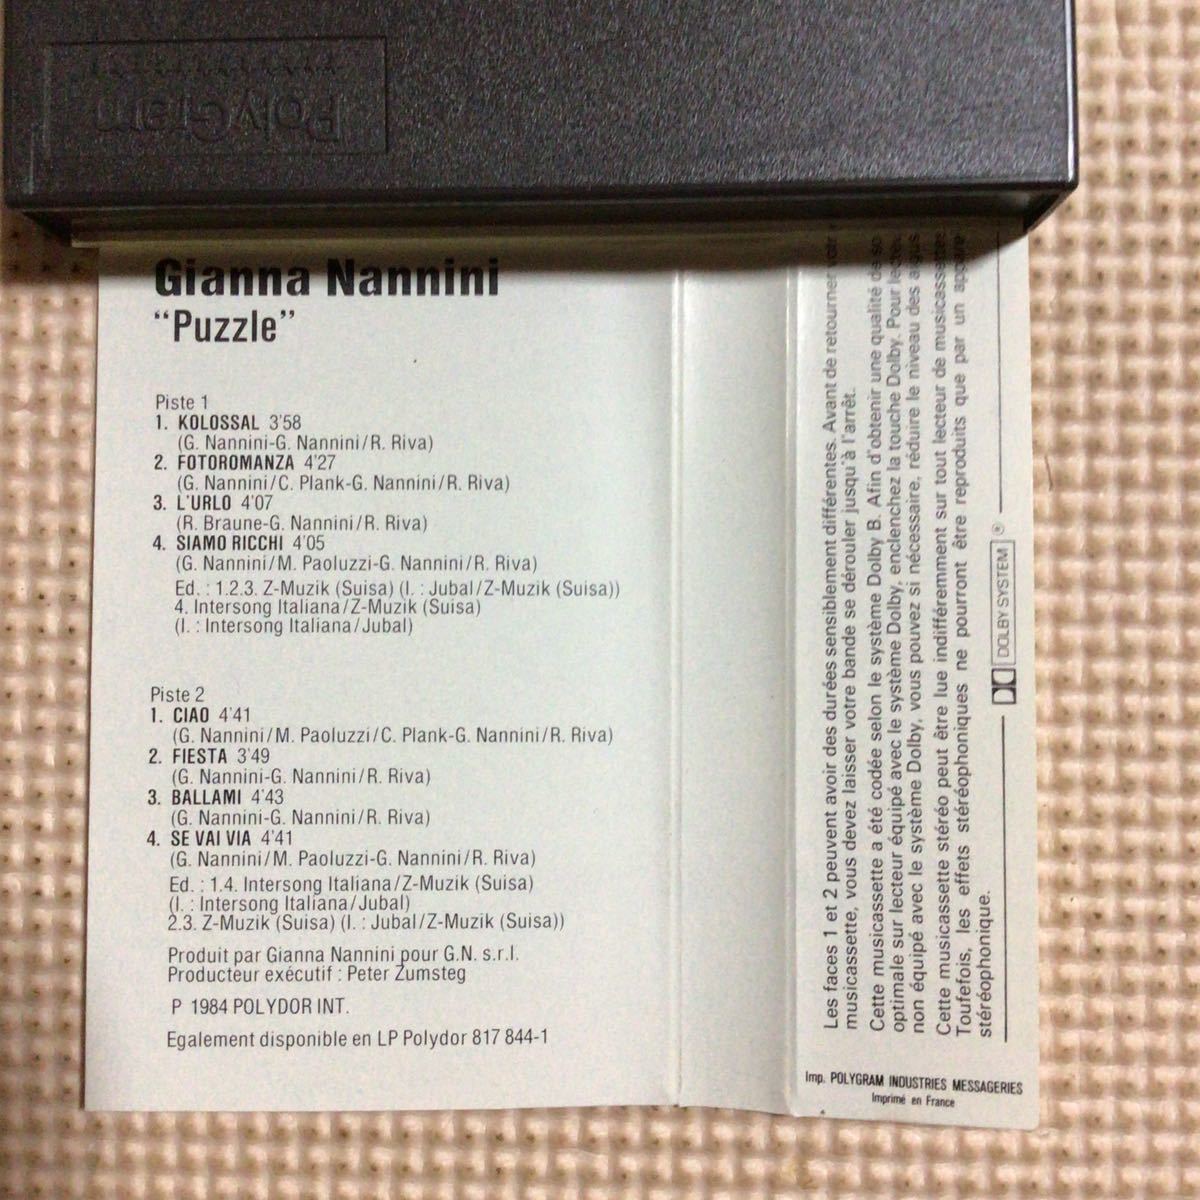 PolyGram
Gianna Nannini
“Puzzle”
Piste 1
1. KOLOSSAL 3'58
(G. Nannini-G. Nannini/R. Riva)
2. FOTOROMANZA 4'27
(G. Nannini/C. Plank-G. Nannini/R. Riva)
3. L'URLO 4'07
(R. Braune-G. Nannini/R. Riva)
4. SIAMO RICCHI 4'05
(G. Nannini/M. Paoluzzi-G. Nannini/R. Riva)
Ed. : 1.2.3. Z-Muzik (Suisa) (I. : Jubal/Z-Muzik (Suisa))
4. Intersong Italiana/Z-Muzik (Suisa)
(I. : Intersong Italiana/Jubal)
Piste 2
1. CIAO 4'41
(G. Nannini/M. Paoluzzi/C. Plank-G. Nannini/R. Riva)
2. FIESTA 3'49
(G. Nannini-G. Nannini/R. Riva)
3. BALLAMI 4'43
(G. Nannini-G. Nannini/R. Riva)
4. SE VAI VIA 4'41
(G. Nannini/M. Paoluzzi-G. Nannini/R. Riva)
Ed. : 1.4. Intersong Italiana/Z-Muzik (Suisa)
(I. : Intersong Italiana/Jubal)
2.3. Z-Muzik (Suisa) (I. : Jubal/Z-Muzik (Suisa))
Produit par Gianna Nannini pour G.N. s.r.l.
Producteur exécutif : Peter Zumsteg
P 1984 POLYDOR INT.
Egalement disponible en LP Polydor 817 844-1
Les faces 1 et 2 peuvent avoir des durées sensiblement différentes. Avant de retourner
musicassette, vous devez laisser votre bande se dérouler jusqu'à l'arrêt.
Cette musicassette a été codée selon le système Dolby B. Afin d'obtenir une qualité de
optimale sur lecteur équipé avec le système Dolby, enclenchez la touche Dolby. Pour
non équipé avec le système Dolby, vous pouvez si nécessaire, réduire le niveau des aigus
Cette musicassette stéréo peut être lue indifféremment sur tout lecteur de musicassette.
Toufefois, les effets stéréophoniques ne pourront être reproduits que par un
stéréophonique.
DOLBY SYSTEM ®
Imp. POLYGRAM INDUSTRIES MESSAGERIES
Imprimé en France